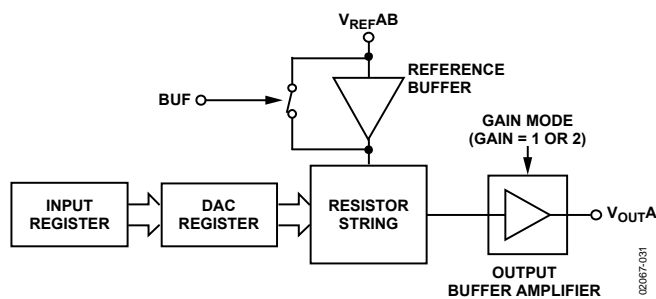 VREFAB
REFERENCE
BUFFER
BUF
GAIN MODE
(GAIN = 1 OR 2)
INPUT
REGISTER
DAC
REGISTER
RESISTOR
STRING
VOUTA
OUTPUT
BUFFER AMPLIFIER
02067-031